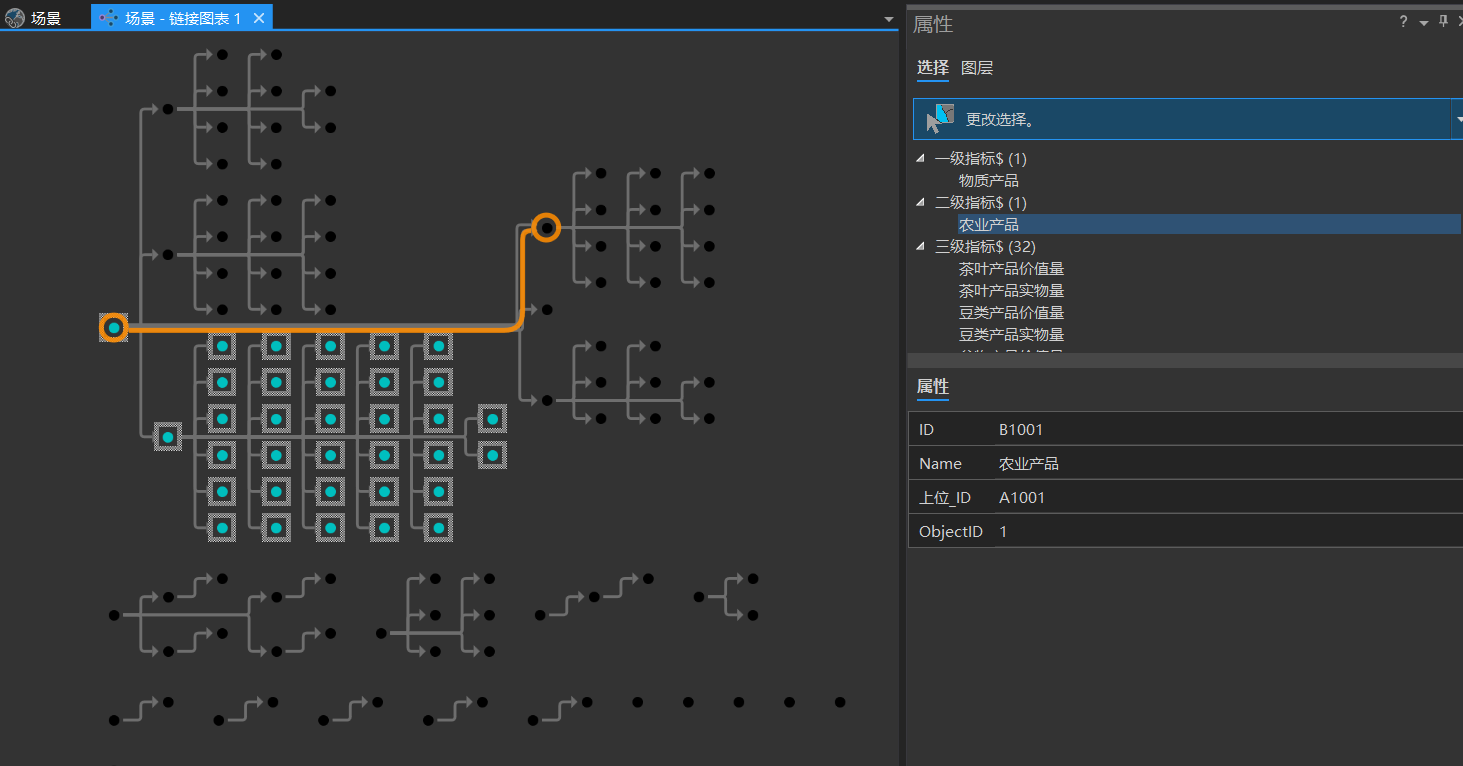 场景
场景 - 链接图表 1
属性
选择 图层
更改选择。
一级指标$ (1)
物质产品
二级指标$ (1)
农业产品
三级指标$ (32)
茶叶产品价值量
茶叶产品实物量
豆类产品价值量
豆类产品实物量
属性
ID B1001
Name 农业产品
上位_ID A1001
ObjectID 1